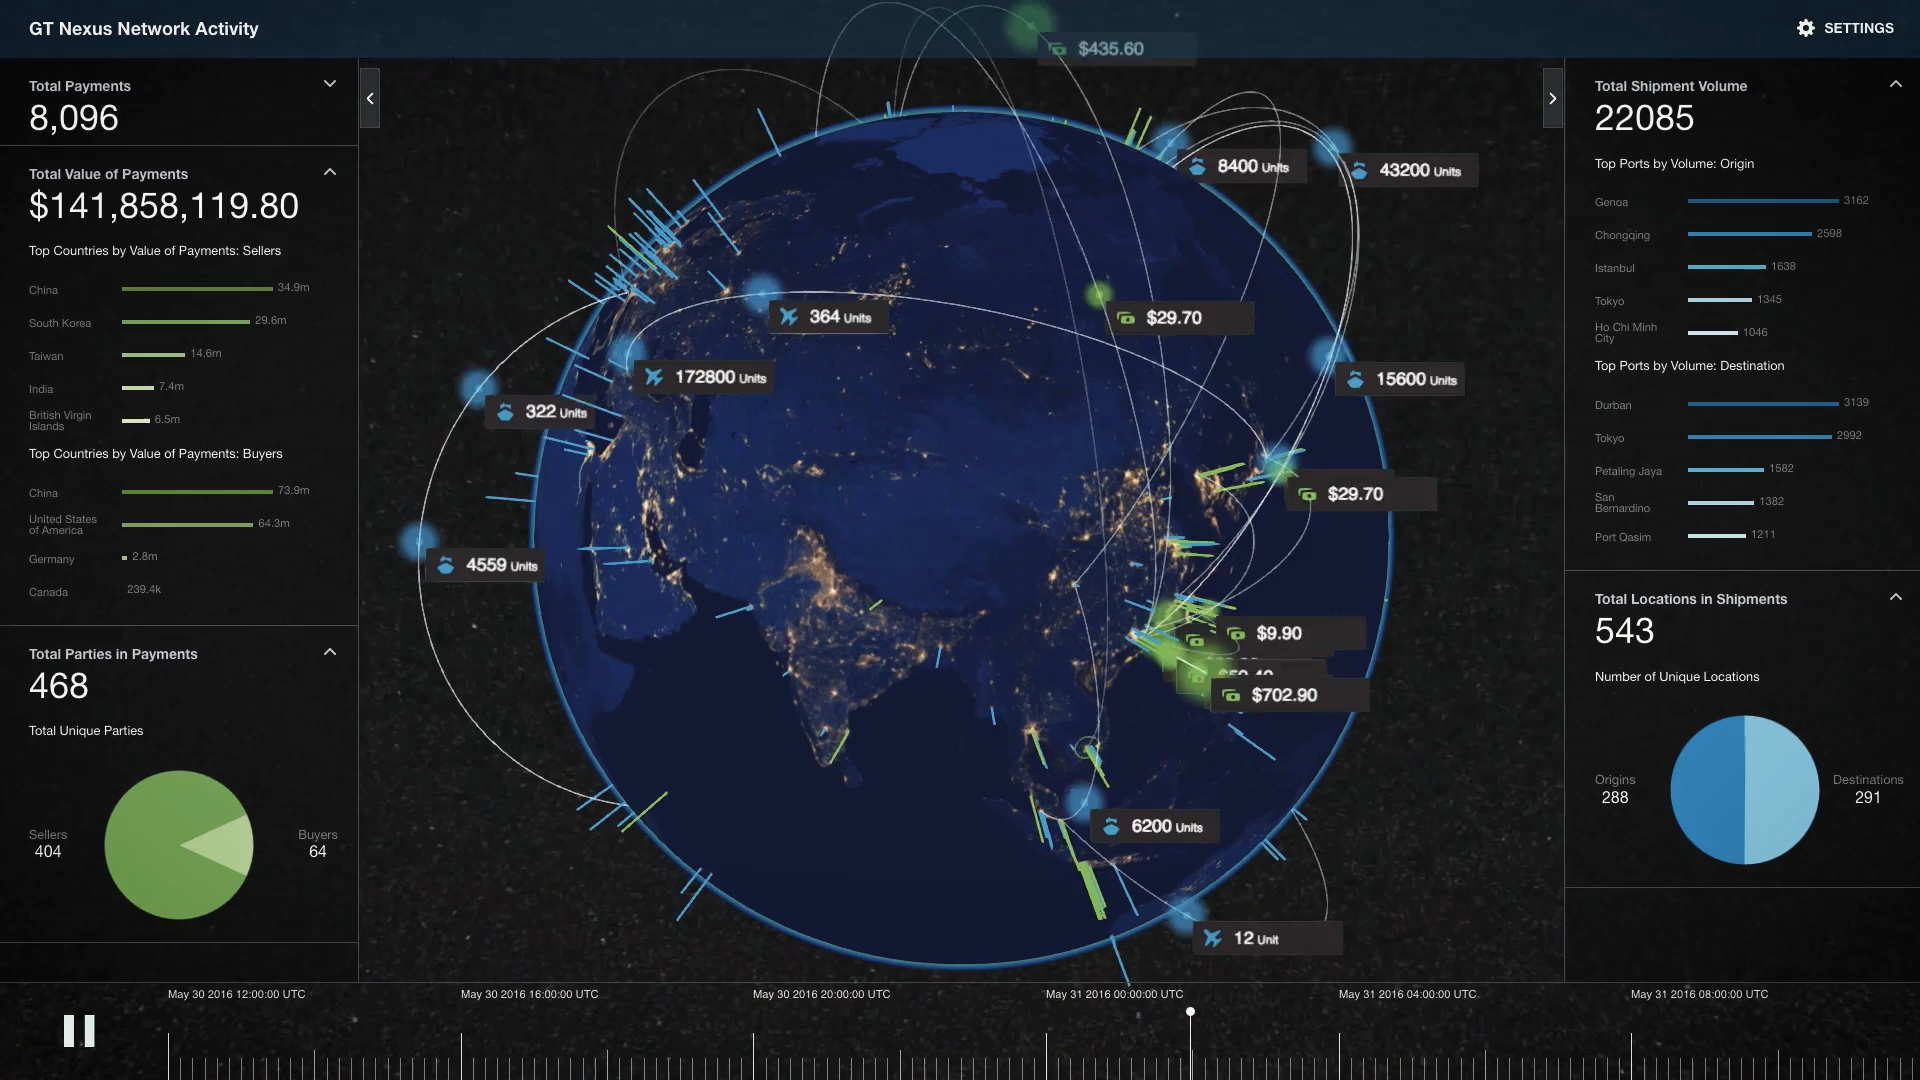 GT Nexus Network Activity
SETTINGS
Total Payments
8,096
Total Value of Payments
$141,858,119.80
Top Countries by Value of Payments: Sellers
China 34.9m
South Korea 29.6m
Taiwan 14.6m
India 7.4m
British Virgin
Islands 6.5m
Top Countries by Value of Payments: Buyers
China 73.9m
United States
of America 64.3m
Germany 2.8m
Canada 239.4k
Total Parties in Payments
468
Total Unique Parties
Sellers
404
Buyers
64
$435.60
8400 Units
43200 Units
364 Units
$29.70
172800 Units
15600 Units
322 Units
$29.70
4559 Units
$9.90
$702.90
6200 Units
12 Unit
Total Shipment Volume
22085
Top Ports by Volume: Origin
Genoa 3162
Chongqing 2598
Istanbul 1638
Tokyo 1345
Ho Chi Minh
City 1046
Top Ports by Volume: Destination
Durban 3139
Tokyo 2992
Petaling Jaya 1582
San
Bernardino 1382
Port Qasim 1211
Total Locations in Shipments
543
Number of Unique Locations
Origins
288
Destinations
291
May 30 2016 12:00:00 UTC
May 30 2016 16:00:00 UTC
May 30 2016 20:00:00 UTC
May 31 2016 00:00:00 UTC
May 31 2016 04:00:00 UTC
May 31 2016 08:00:00 UTC